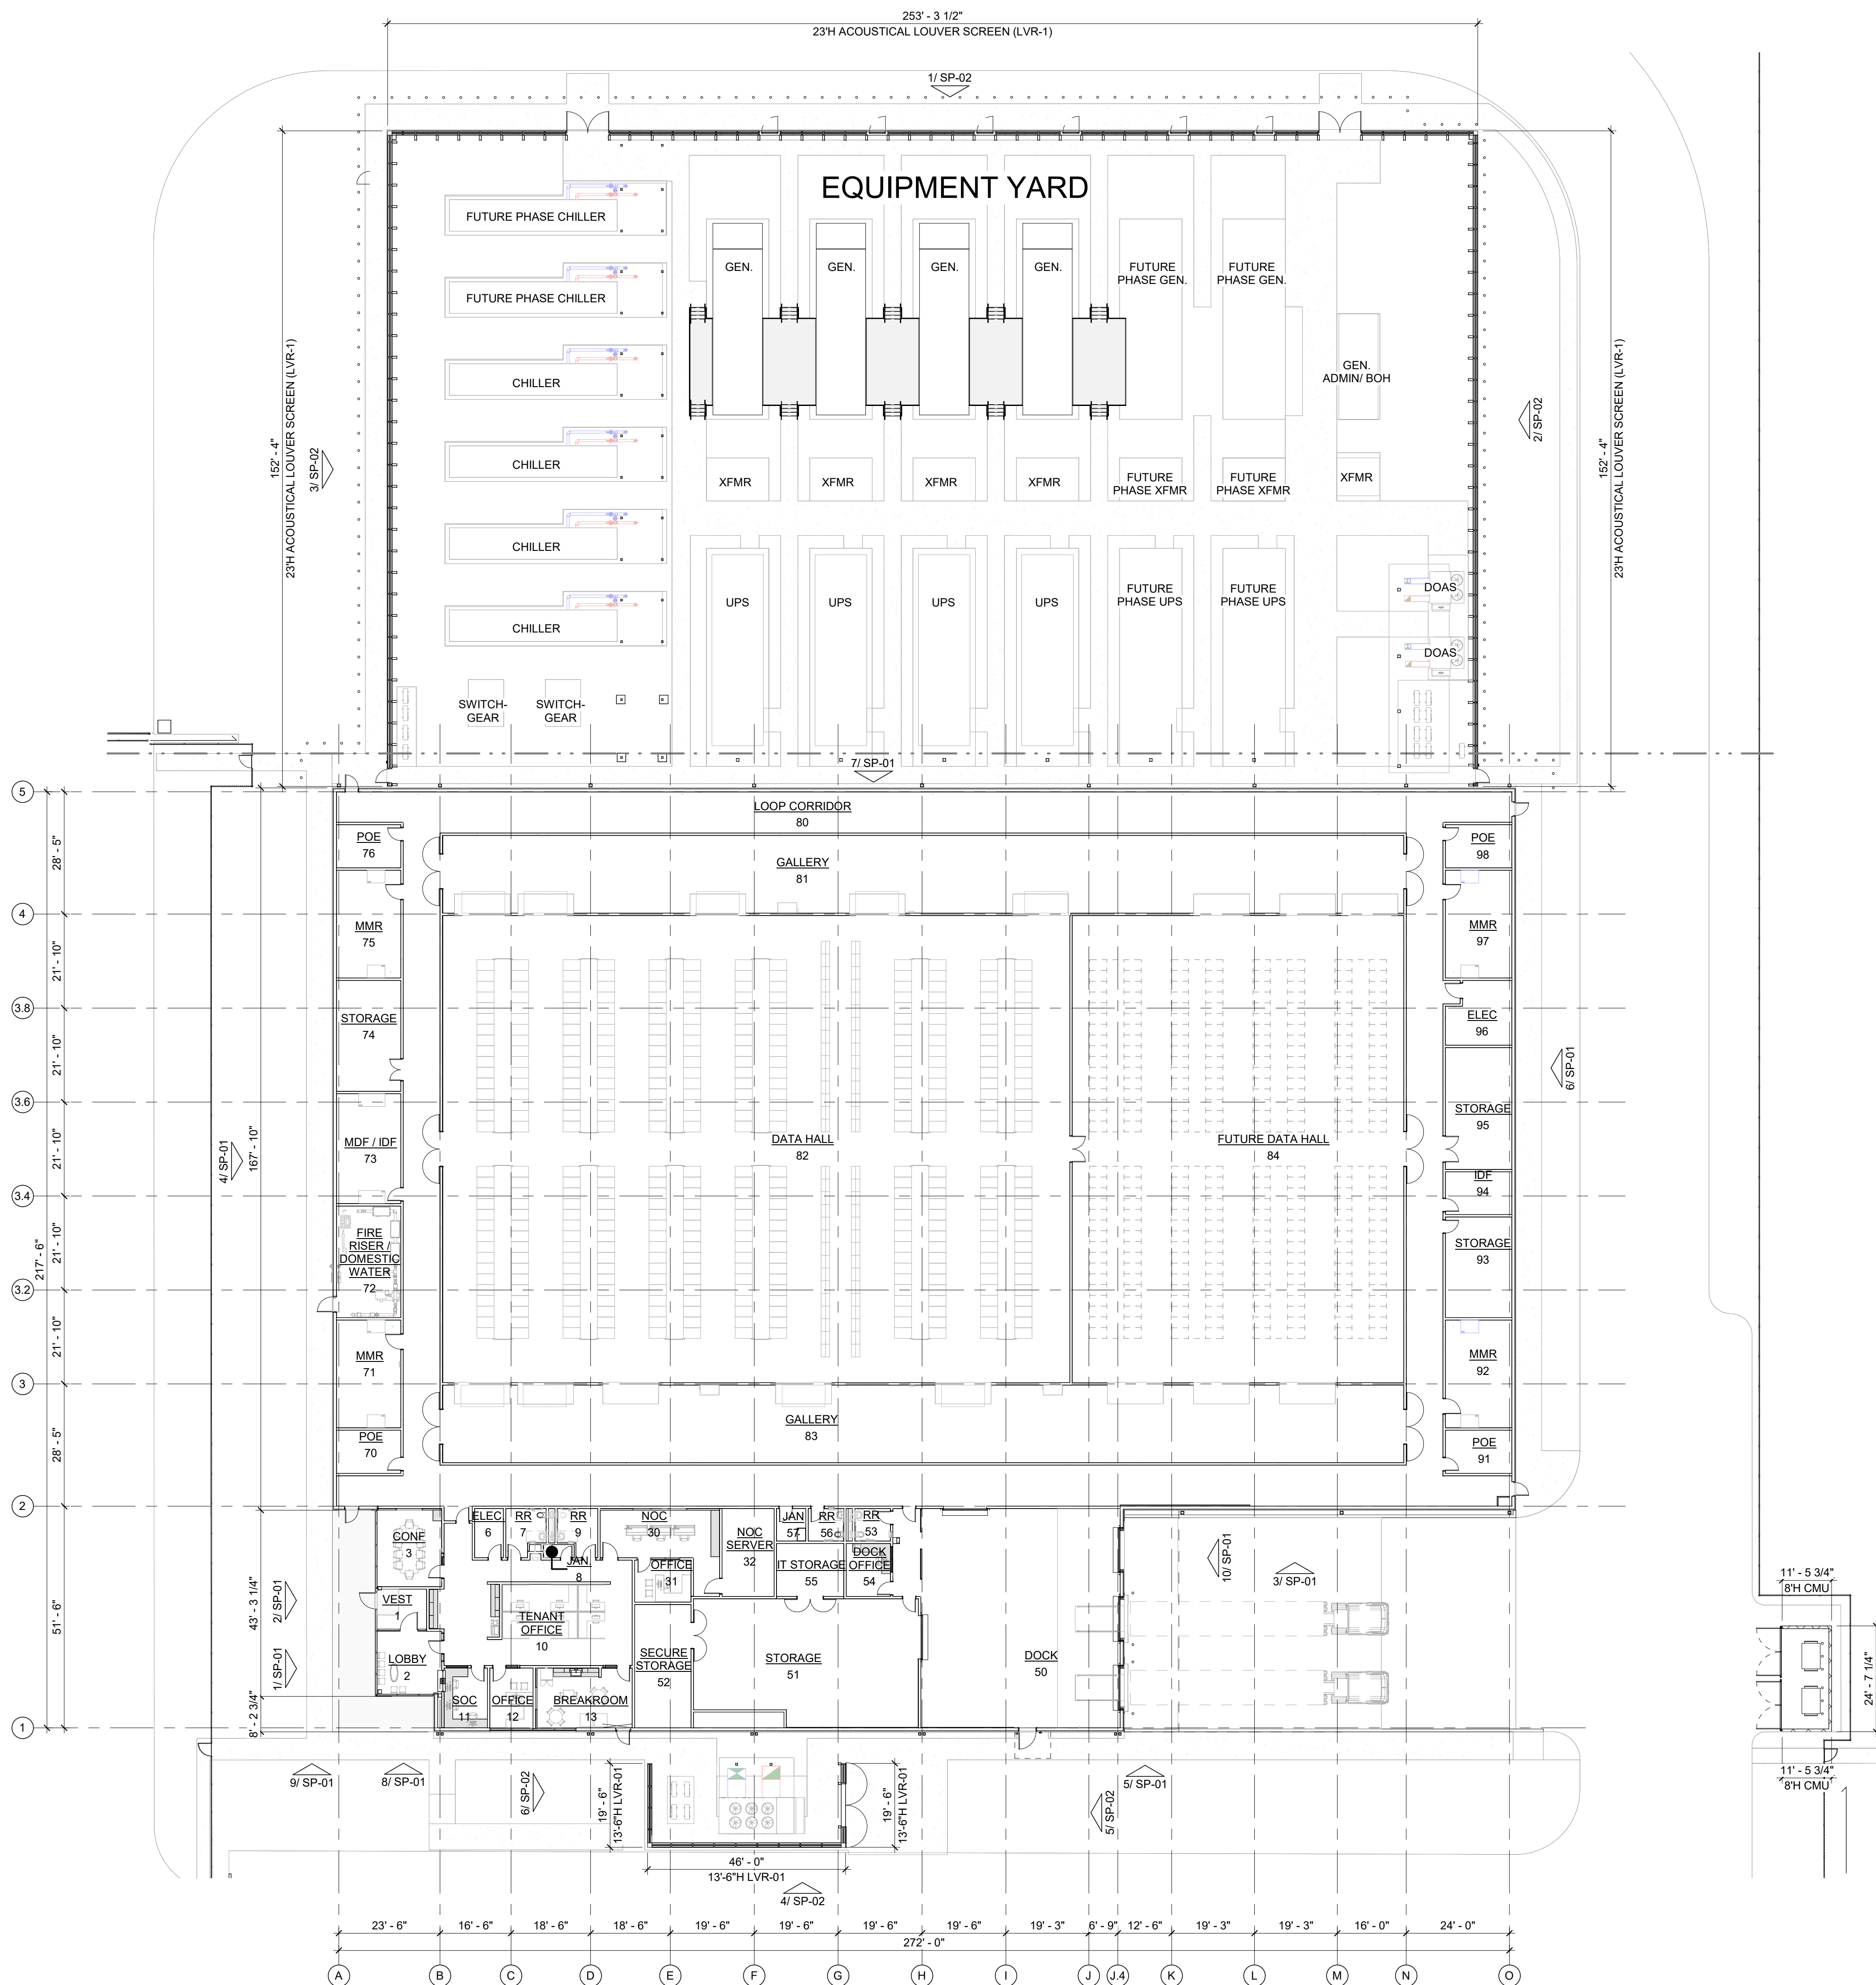 253' - 3 1/2"
23'H ACOUSTICAL LOUVER SCREEN (LVR-1)
1/ SP-02
EQUIPMENT YARD
FUTURE PHASE CHILLER
FUTURE PHASE CHILLER
CHILLER
CHILLER
CHILLER
CHILLER
GEN.
GEN.
GEN.
GEN.
FUTURE
PHASE GEN.
FUTURE
PHASE GEN.
GEN.
ADMIN/ BOH
152' - 4"
23'H ACOUSTICAL LOUVER SCREEN (LVR-1)
3/ SP-02
2/ SP-02
152' - 4"
23'H ACOUSTICAL LOUVER SCREEN (LVR-1)
XFMR
XFMR
XFMR
XFMR
FUTURE
PHASE XFMR
FUTURE
PHASE XFMR
XFMR
UPS
UPS
UPS
UPS
FUTURE
PHASE UPS
FUTURE
PHASE UPS
DOAS
DOAS
SWITCH-
GEAR
SWITCH-
GEAR
7/ SP-01
5
4
3.8
3.6
3.4
3.2
3
2
1
28' - 5"
21' - 10"
21' - 10"
21' - 10"
21' - 10"
21' - 10"
28' - 5"
51' - 6"
217' - 6"
4/ SP-01
167' - 10"
43' - 3 1/4"
8' - 2 3/4"
2/ SP-01
1/ SP-01
LOOP CORRIDOR
80
POE
76
GALLERY
81
POE
98
MMR
75
MMR
97
STORAGE
74
ELEC
96
MDF / IDF
73
DATA HALL
82
FUTURE DATA HALL
84
STORAGE
95
6/ SP-01
IDF
94
FIRE
RISER /
DOMESTIC
WATER
72
STORAGE
93
MMR
71
MMR
92
GALLERY
83
POE
70
POE
91
CONF
3
ELEC
6
RR
7
RR
9
JAN.
8
NOC
30
OFFICE
31
NOC
SERVER
32
JAN
57
RR
56
RR
53
IT STORAGE
55
DOCK
OFFICE
54
VEST
1
LOBBY
2
TENANT
OFFICE
10
SECURE
STORAGE
52
STORAGE
51
DOCK
50
SOC
11
OFFICE
12
BREAKROOM
13
10/ SP-01
3/ SP-01
11' - 5 3/4"
8'H CMU
24' - 7 1/4"
11' - 5 3/4"
8'H CMU
9/ SP-01
8/ SP-01
6/ SP-02
19' - 6"
13'-6"H LVR-01
19' - 6"
13'-6"H LVR-01
5/ SP-02
5/ SP-01
46' - 0"
13'-6"H LVR-01
4/ SP-02
23' - 6"
16' - 6"
18' - 6"
18' - 6"
19' - 6"
19' - 6"
19' - 6"
19' - 6"
19' - 3"
6' - 9"
12' - 6"
19' - 3"
19' - 3"
16' - 0"
24' - 0"
272' - 0"
A
B
C
D
E
F
G
H
I
J
J.4
K
L
M
N
O